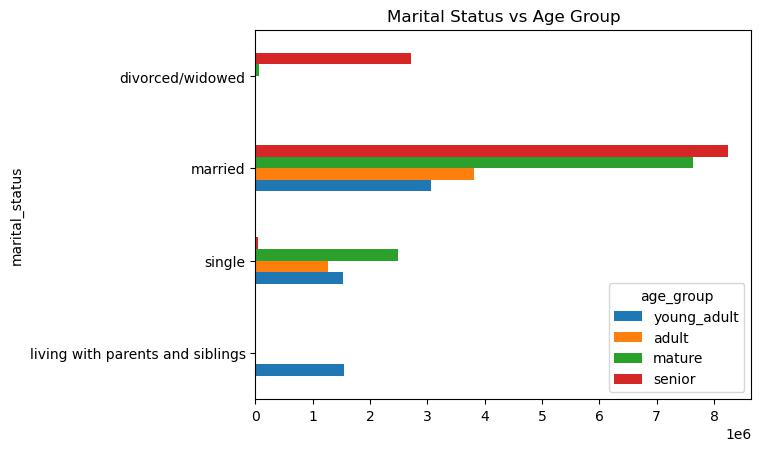 Marital Status vs Age Group
marital_status
divorced/widowed
married
single
living with parents and siblings
age_group
young_adult
adult
mature
senior
0 1 2 3 4 5 6 7 8
1e6